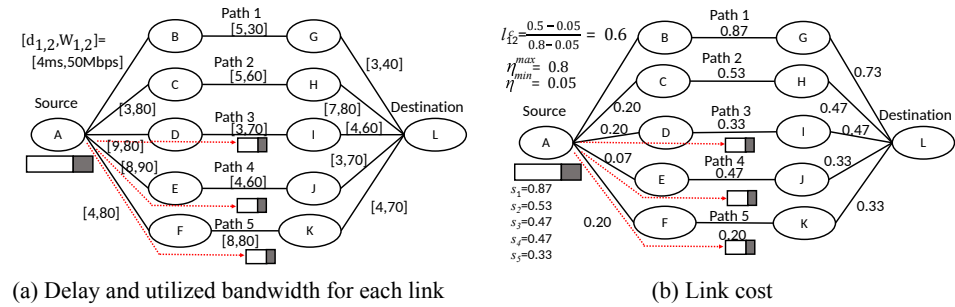 Path 1
B
[5,30]
G
[d1,2,W1,2]=
[4ms,50Mbps]
Path 2
[5,60]
[3,40]
C
H
Source
[3,80]
[7,80]
Destination
Path 3
A
D
[3,70]
I
[4,60]
L
[9,80]
[8,90]
Path 4
[3,70]
E
[4,60]
J
[4,80]
Path 5
[4,70]
F
K
[8,80]
(a) Delay and utilized bandwidth for each link
Path 1
B
0.87
G
l12^c = 0.5 - 0.05 / 0.8 - 0.05 = 0.6
ηmax = 0.8
ηmin = 0.05
Path 2
0.53
0.73
C
H
Source
0.20
0.47
Destination
Path 3
A
0.20
D
0.33
I
0.47
L
0.07
Path 4
0.33
E
0.47
J
s1=0.87
s2=0.53
s3=0.47
s4=0.47
s5=0.33
0.20
Path 5
0.33
F
K
0.20
(b) Link cost